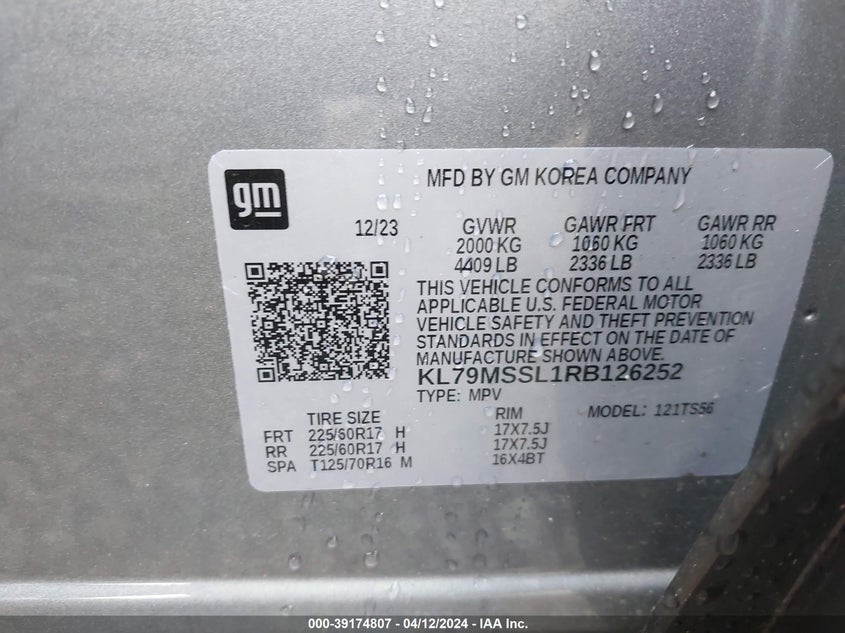 gm
MFD BY GM KOREA COMPANY
12/23 GVWR GAWR FRT GAWR RR
2000 KG 1060 KG 1060 KG
4409 LB 2336 LB 2336 LB
THIS VEHICLE CONFORMS TO ALL
APPLICABLE U.S. FEDERAL MOTOR
VEHICLE SAFETY AND THEFT PREVENTION
STANDARDS IN EFFECT ON THE DATE OF
MANUFACTURE SHOWN ABOVE.
KL79MSSL1RB126252
TYPE: MPV MODEL: 121TS56
TIRE SIZE RIM
FRT 225/60R17 H 17X7.5J
RR 225/60R17 H 17X7.5J
SPA T125/70R16 M 16X4BT
000-39174807 - 04/12/2024 - IAA Inc.